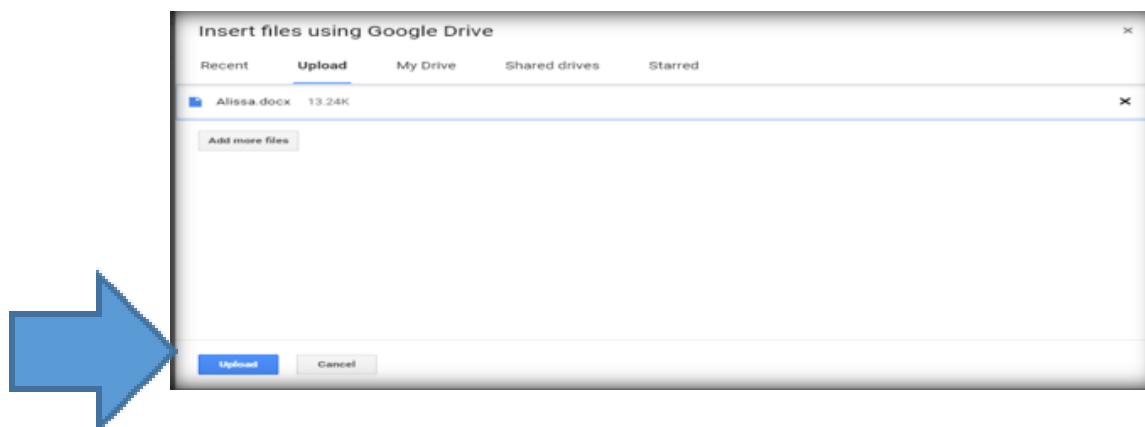 Insert files using Google Drive ×
Recent Upload My Drive Shared drives Starred
Alissa.docx 13.24K ×
Add more files
Upload Cancel